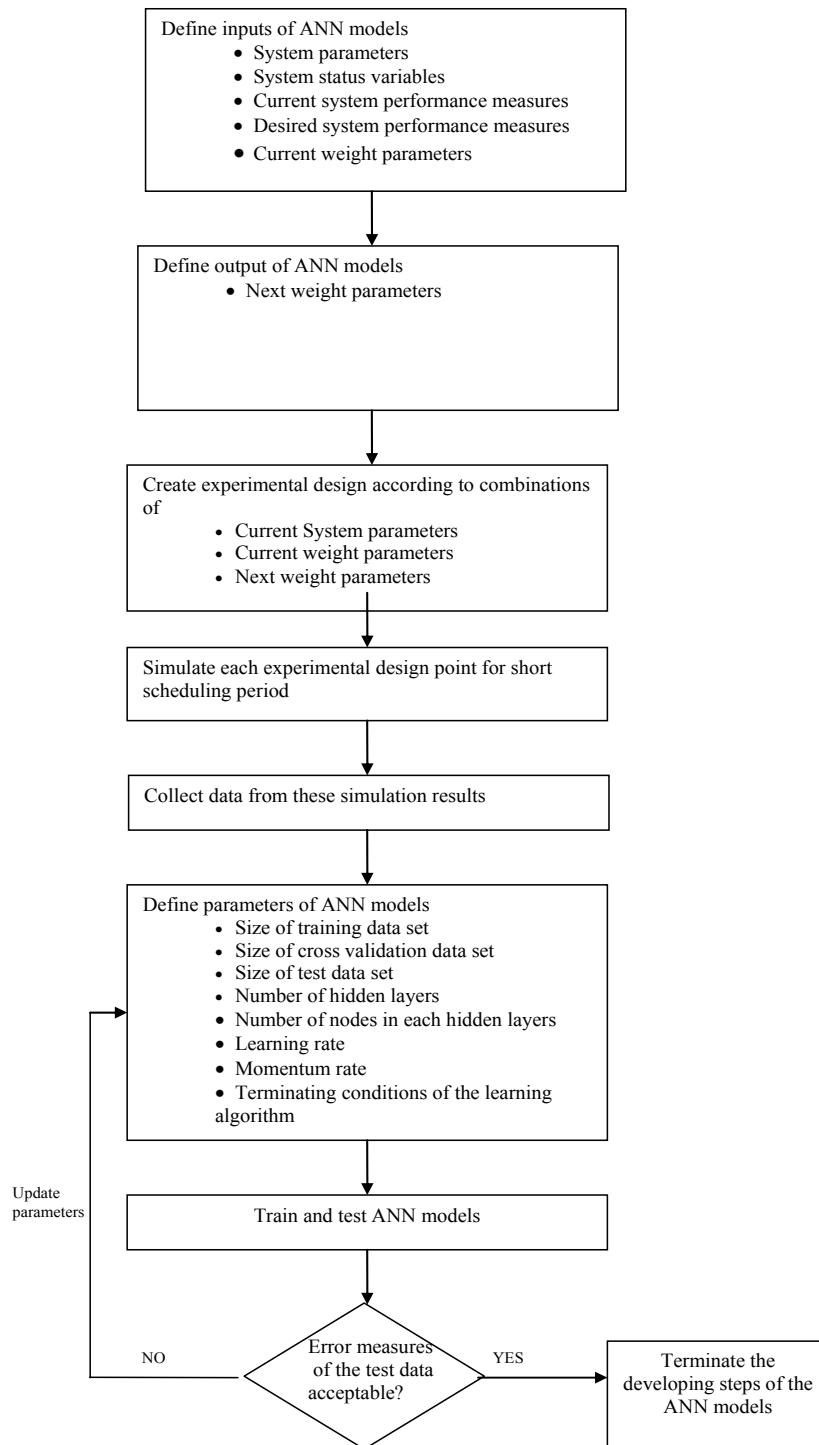 Define inputs of ANN models
• System parameters
• System status variables
• Current system performance measures
• Desired system performance measures
• Current weight parameters
Define output of ANN models
• Next weight parameters
Create experimental design according to combinations
of
• Current System parameters
• Current weight parameters
• Next weight parameters
Simulate each experimental design point for short
scheduling period
Collect data from these simulation results
Define parameters of ANN models
• Size of training data set
• Size of cross validation data set
• Size of test data set
• Number of hidden layers
• Number of nodes in each hidden layers
• Learning rate
• Momentum rate
• Terminating conditions of the learning
algorithm
Update
parameters
Train and test ANN models
Error measures
of the test data
acceptable?
NO
YES
Terminate the
developing steps of the
ANN models